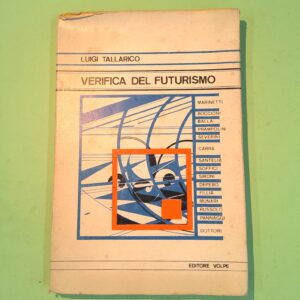 LUIGI TALLARICO
VERIFICA DEL FUTURISMO
MARINETTI
BOCCIONI
BALLA
PRAMPOLINI
SEVERINI
CARRÀ
SANTELIA
SOFFICI
SIRONI
DEPERO
FILLIA
MUNARI
RUSSOLO
PANNAGGI
DOTTORI
EDITORE VOLPE